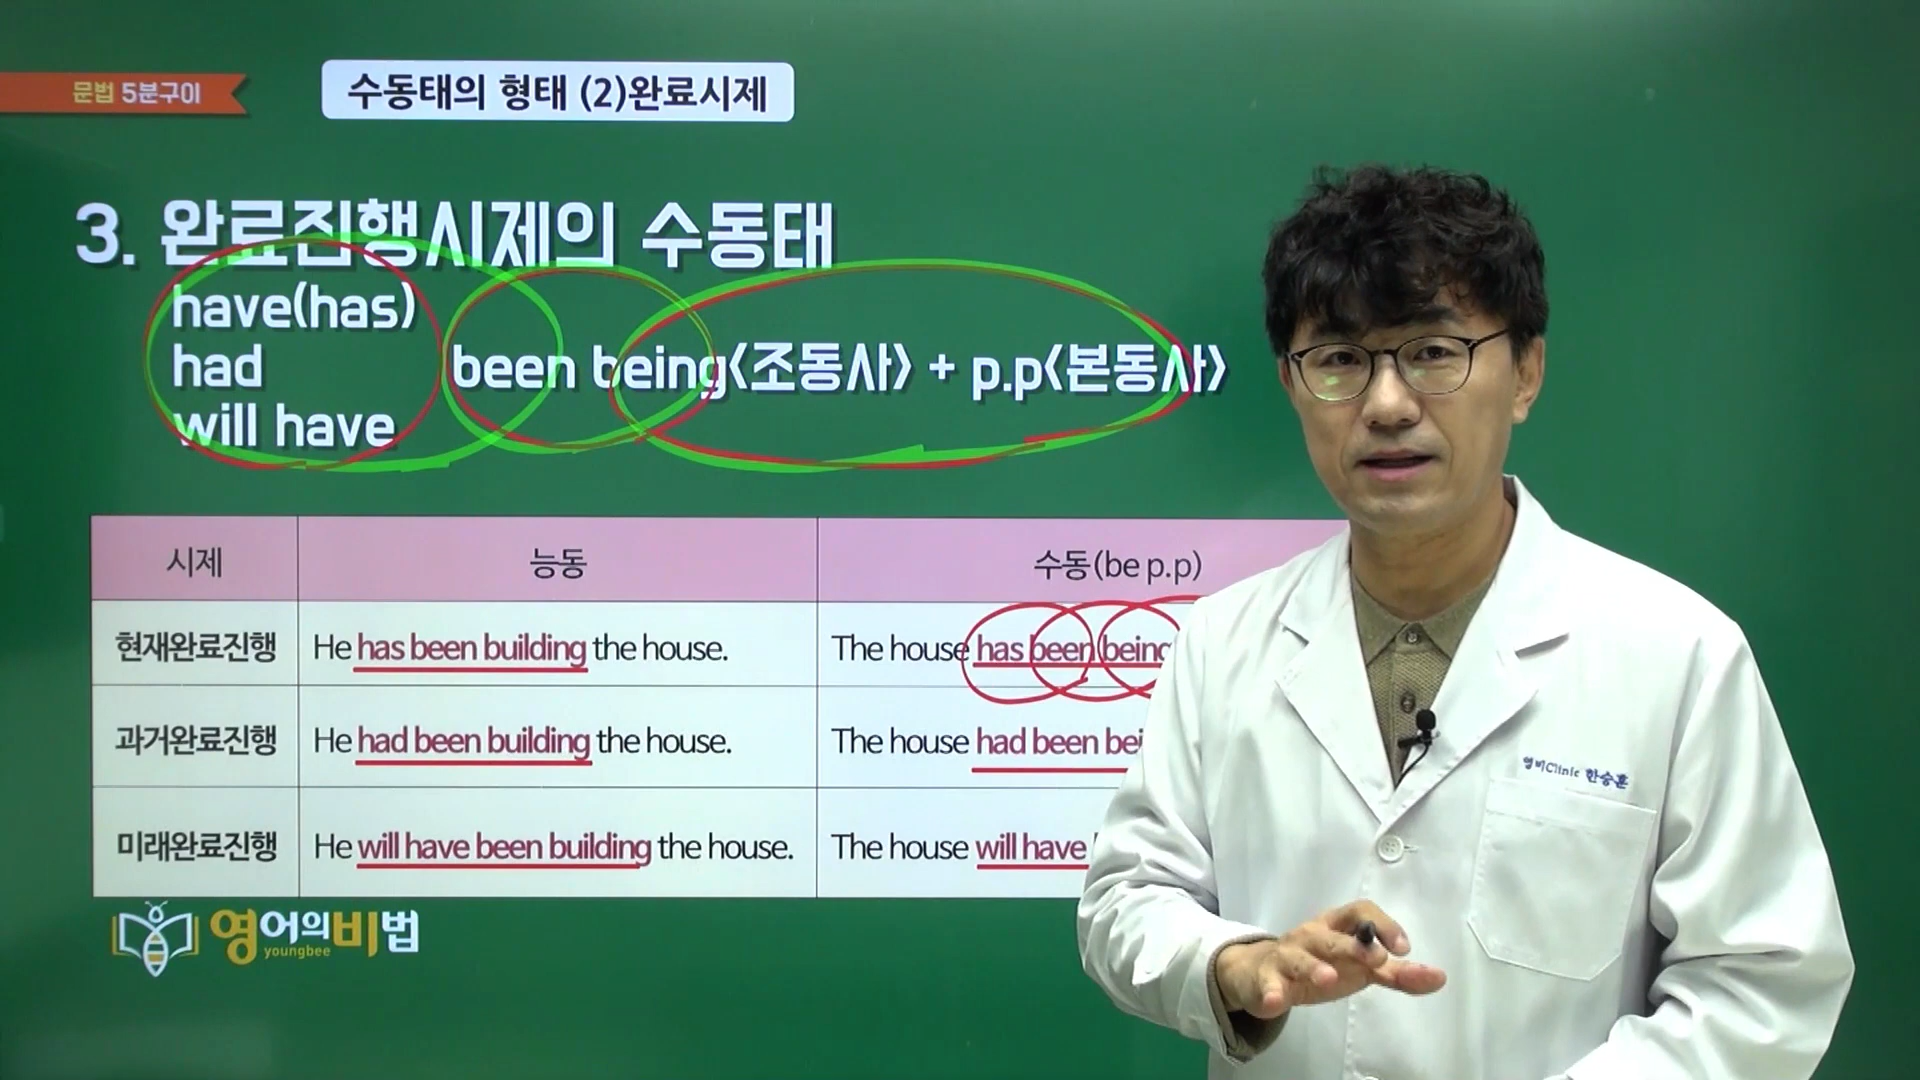 문법 5분구이
수동태의 형태 (2)완료시제
3. 완료진행시제의 수동태
have(has)
had
will have
been being<조동사> + p.p<본동사>
시제 능동 수동(be p.p)
현재완료진행 He has been building the house. The house has been being
과거완료진행 He had been building the house. The house had been
미래완료진행 He will have been building the house. The house will have
영어의비법
youngbee
영비Clinic 한승훈